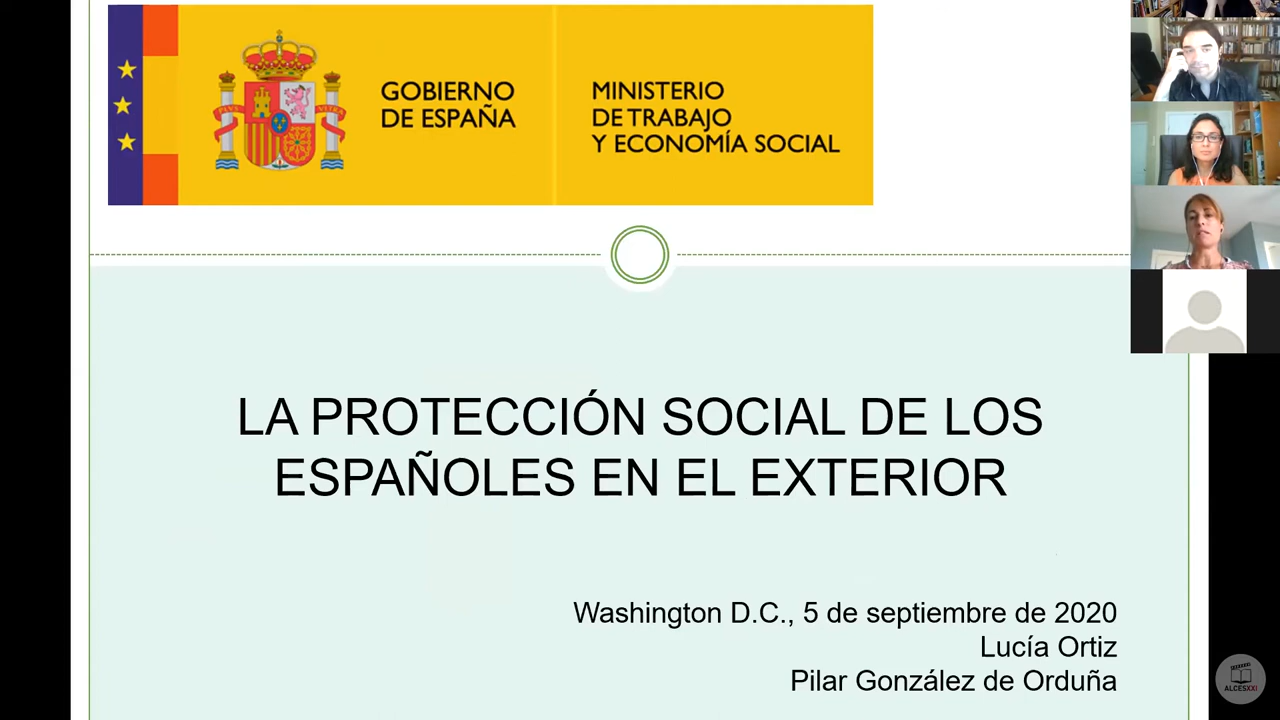 GOBIERNO
DE ESPAÑA
MINISTERIO
DE TRABAJO
Y ECONOMÍA SOCIAL
LA PROTECCIÓN SOCIAL DE LOS
ESPAÑOLES EN EL EXTERIOR
Washington D.C., 5 de septiembre de 2020
Lucía Ortiz
Pilar González de Orduña
ALCESXXI